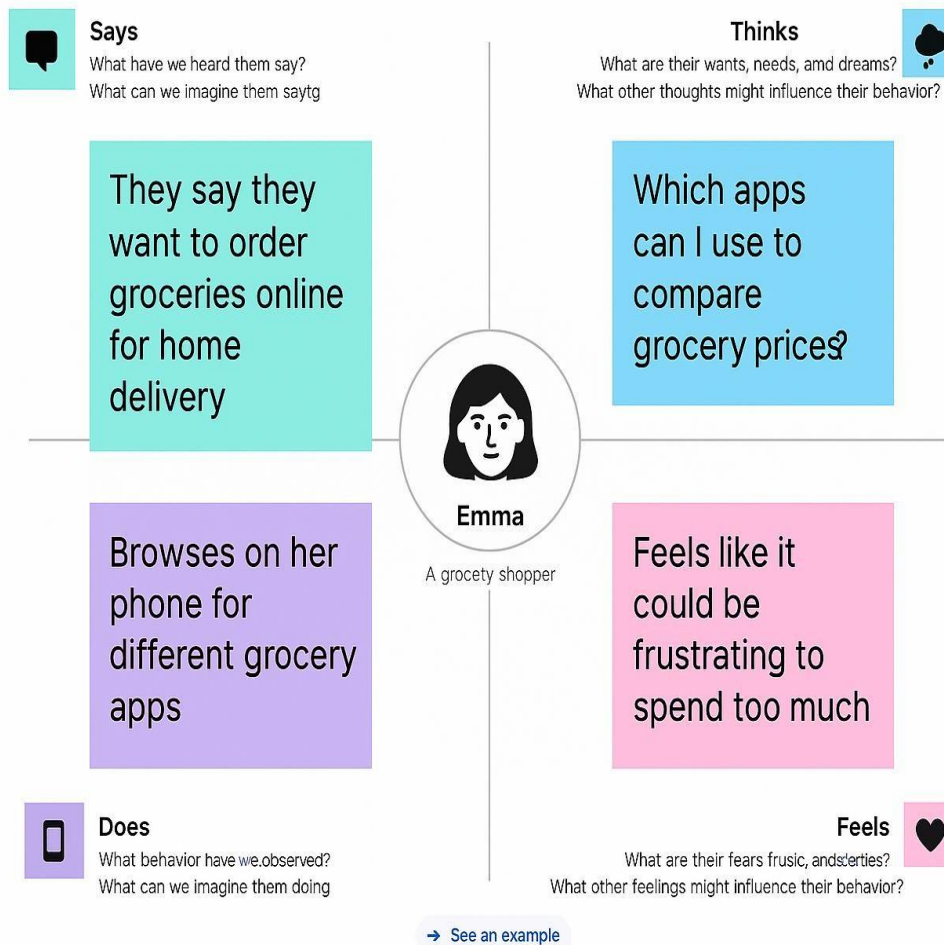 Says
What have we heard them say?
What can we imagine them saytg
Thinks
What are their wants, needs, amd dreams?
What other thoughts might influence their behavior?
They say they
want to order
groceries online
for home
delivery
Which apps
can I use to
compare
grocery prices?
Emma
A grocety shopper
Browses on her
phone for
different grocery
apps
Feels like it
could be
frustrating to
spend too much
Does
What behavior have we.observed?
What can we imagine them doing
Feels
What are their fears frusic,
What other feelings might influence their behavior?
→ See an example